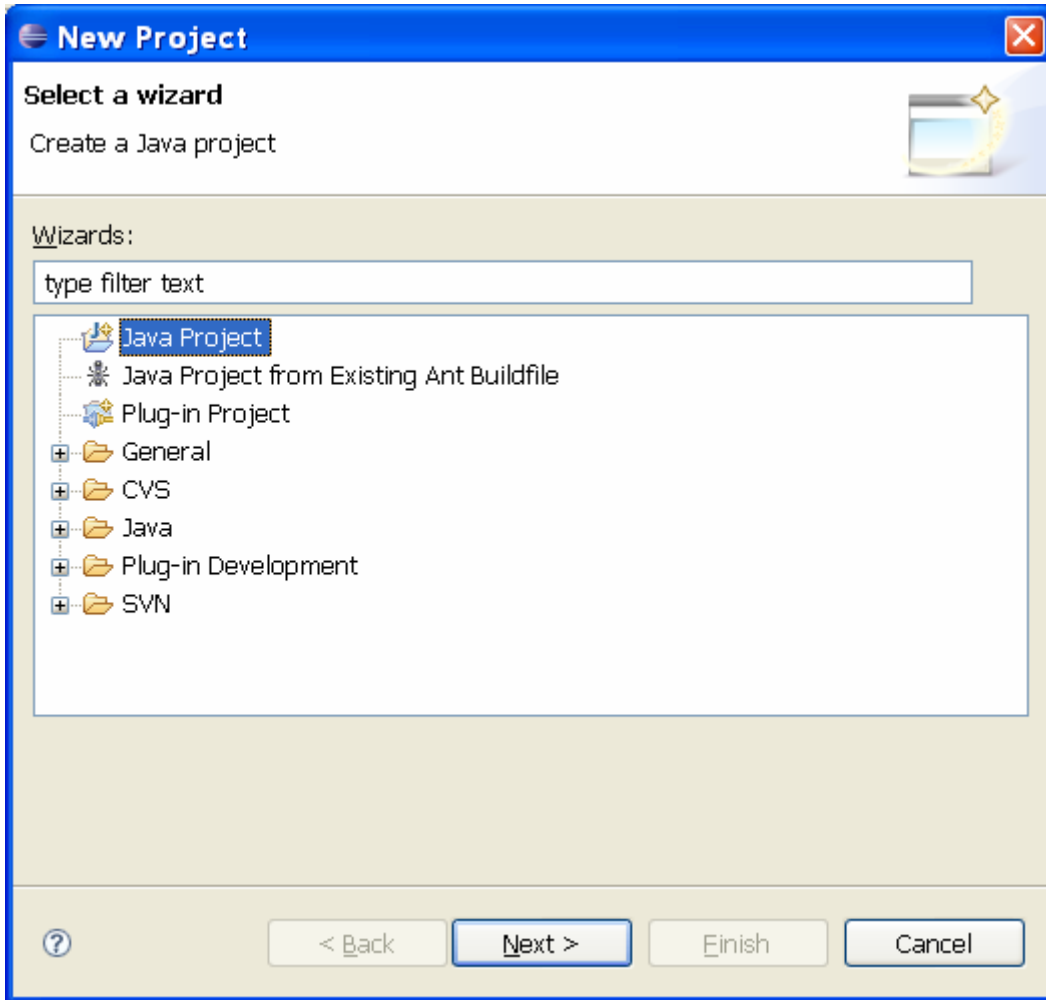 New Project
Select a wizard
Create a Java project
Wizards:
type filter text
Java Project
Java Project from Existing Ant Buildfile
Plug-in Project
General
CVS
Java
Plug-in Development
SVN
< Back Next > Finish Cancel